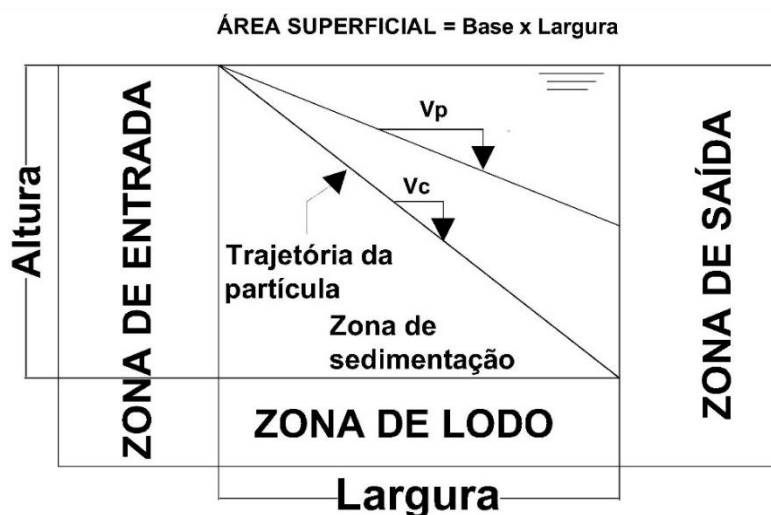 ÁREA SUPERFICIAL = Base x Largura
Altura
ZONA DE ENTRADA
Vp
Vc
Trajetória da
partícula
Zona de
sedimentação
ZONA DE LODO
ZONA DE SAÍDA
Largura